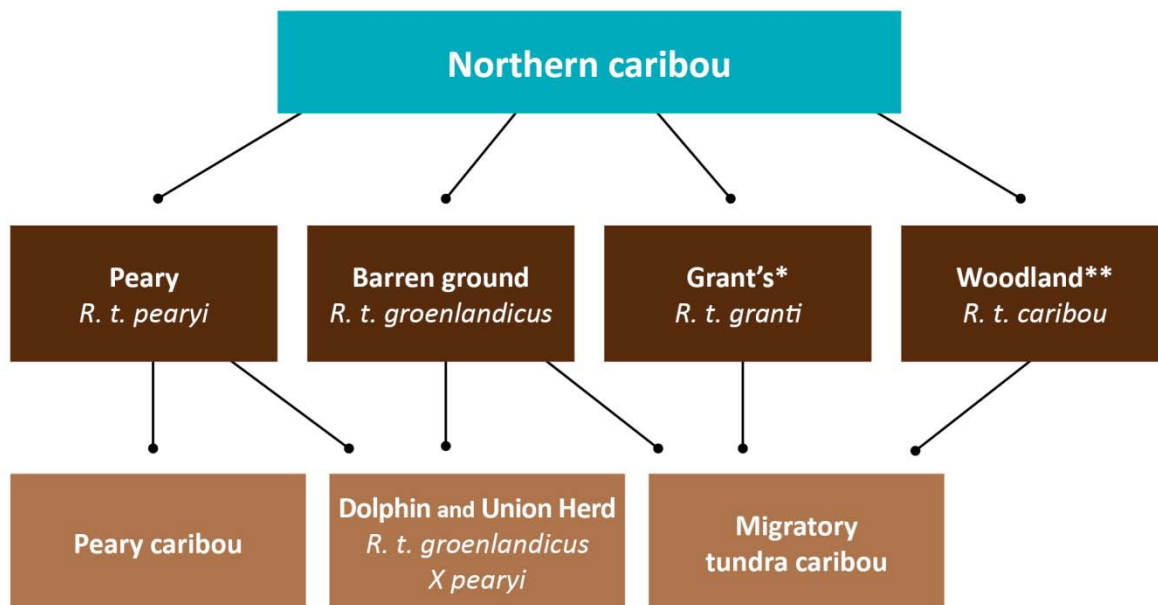 Northern caribou
Peary
R. t. pearyi
Barren ground
R. t. groenlandicus
Grant’s*
R. t. granti
Woodland**
R. t. caribou
Peary caribou
Dolphin and Union Herd
R. t. groenlandicus
X pearyi
Migratory
tundra caribou